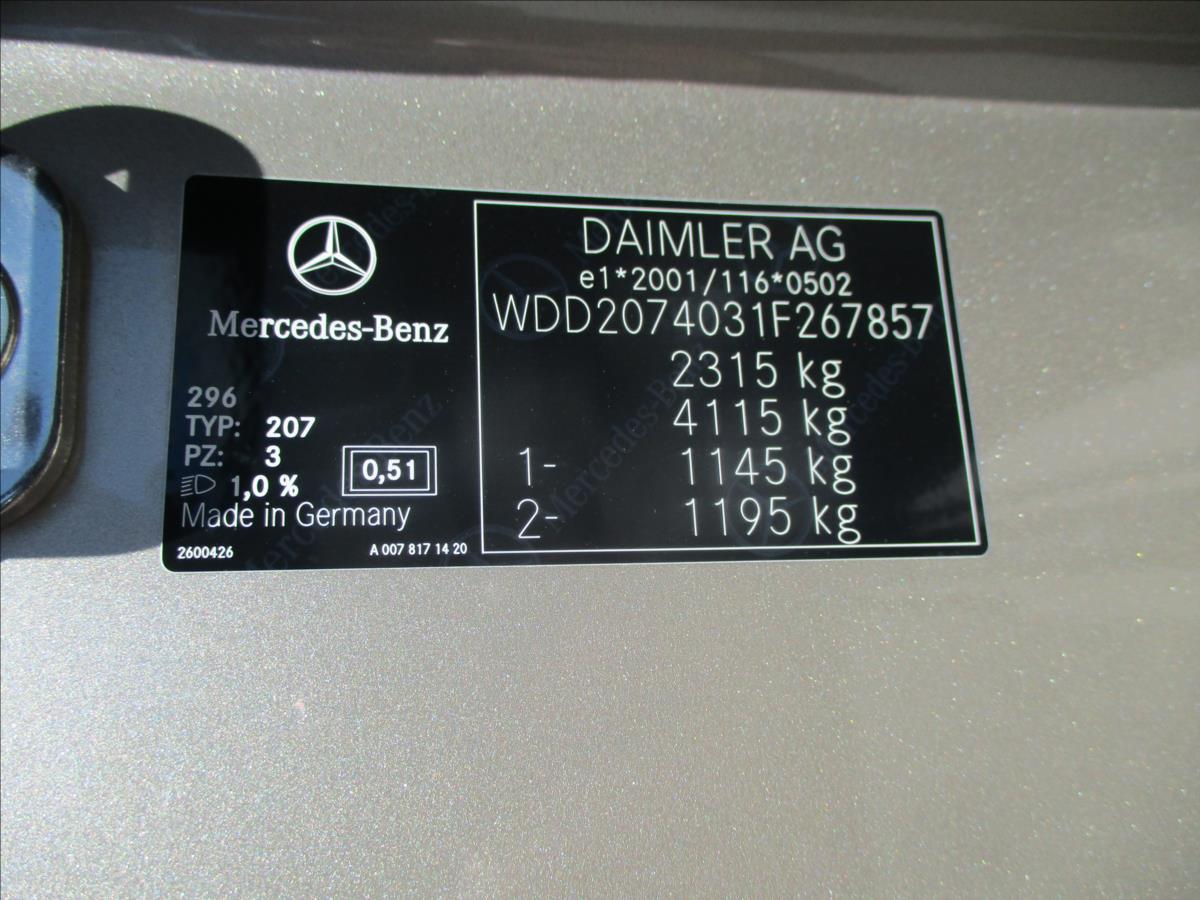 Mercedes-Benz
296
TYP: 207
PZ: 3
1,0 %
0,51
Made in Germany
2600426
A 007 817 14 20
DAIMLER AG
e1*2001/116*0502
WDD2074031F267857
2315 kg
4115 kg
1- 1145 kg
2- 1195 kg